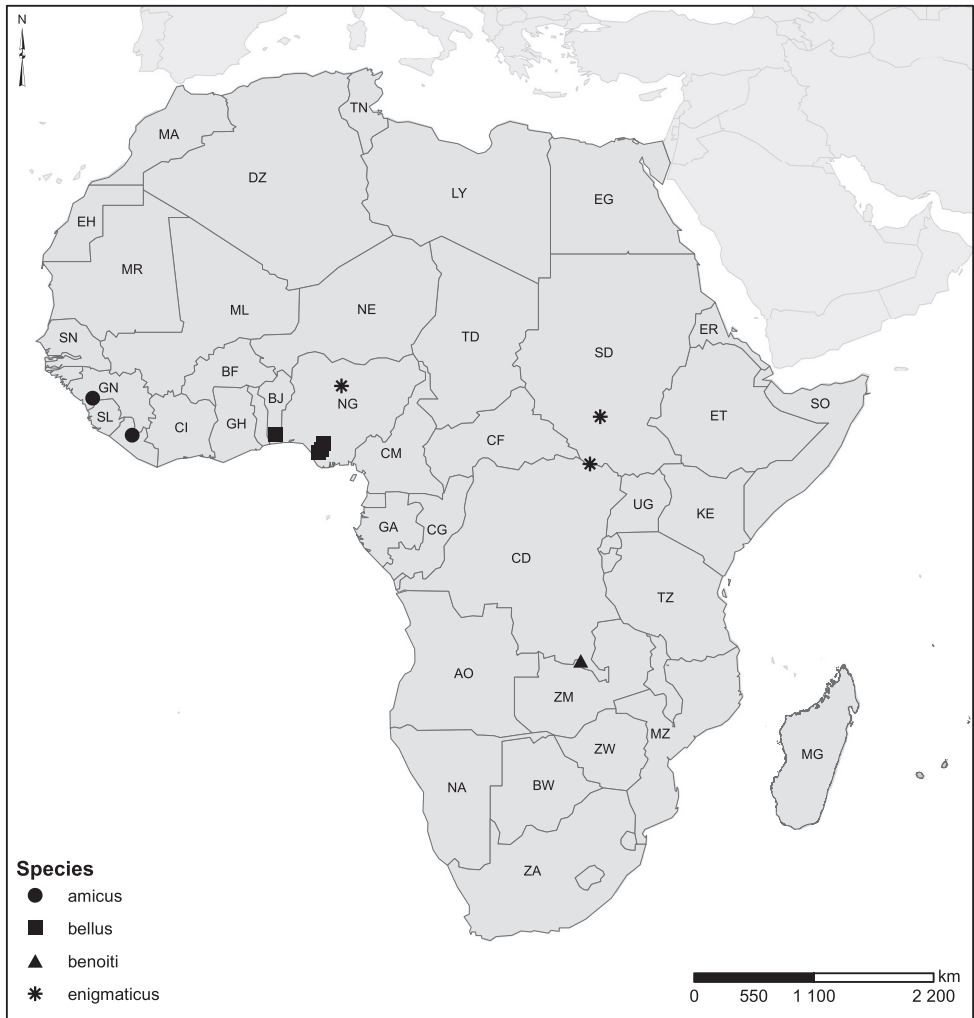 N
TN
MA
DZ
LY
EG
EH
MR
ML
NE
TD
SD
ER
SN
BF
GN
SL
CI
GH
BJ
NG
CM
CF
ET
SO
UG
KE
GA
CG
CD
TZ
AO
ZM
MZ
ZW
MG
NA
BW
ZA
Species
amicus
bellus
benoiti
enigmaticus
km
0 550 1 100 2 200